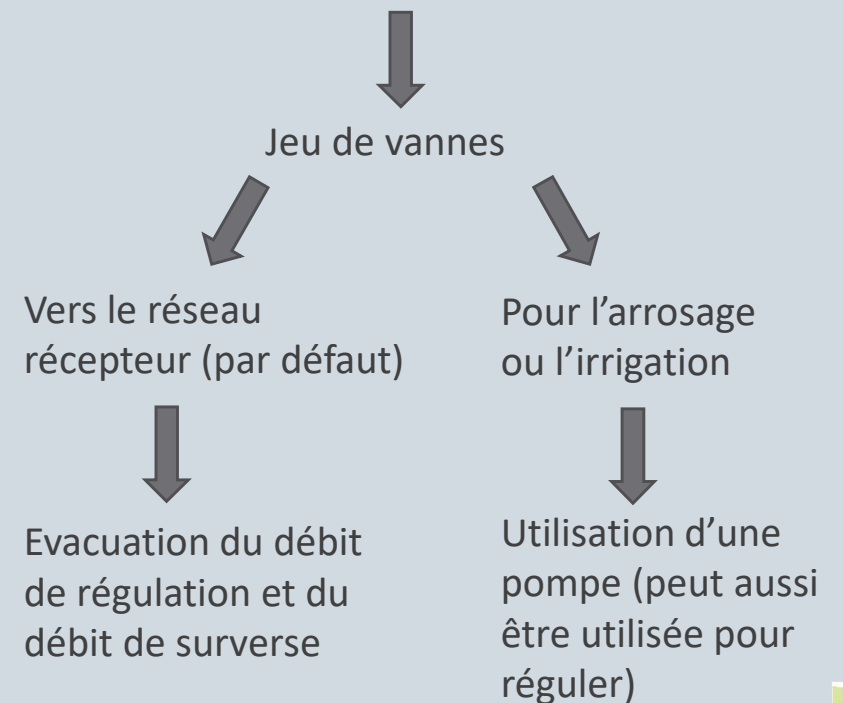 Jeu de vannes
Vers le réseau
récepteur (par défaut)
Pour l’arrosage
ou l’irrigation
Evacuation du débit
de régulation et du
débit de surverse
Utilisation d’une
pompe (peut aussi
être utilisée pour
réguler)